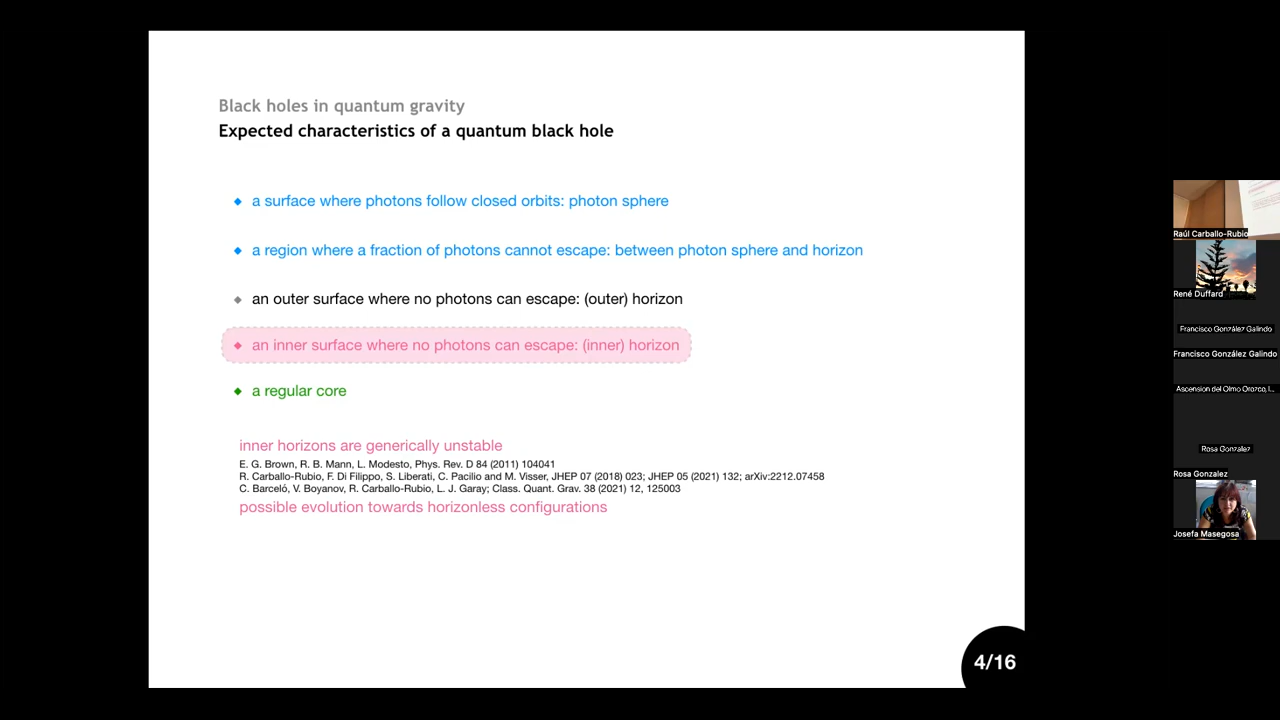 Black holes in quantum gravity
Expected characteristics of a quantum black hole
a surface where photons follow closed orbits: photon sphere
a region where a fraction of photons cannot escape: between photon sphere and horizon
an outer surface where no photons can escape: (outer) horizon
an inner surface where no photons can escape: (inner) horizon
a regular core
inner horizons are generically unstable
E. G. Brown, R. B. Mann, L. Modesto, Phys. Rev. D 84 (2011) 104041
R. Carballo-Rubio, F. Di Filippo, S. Liberati, C. Pacilio and M. Visser, JHEP 07 (2018) 023; JHEP 05 (2021) 132; arXiv:2212.07458
C. Barceló, V. Boyanov, R. Carballo-Rubio, L. J. Garay; Class. Quant. Grav. 38 (2021) 12, 125003
possible evolution towards horizonless configurations
4/16
Raúl Carballo-Rubio
René Duffard
Francisco González Galindo
Francisco González Galindo
Ascension del Olmo Orozco, I...
Rosa Gonzalez
Rosa Gonzalez
Josefa Masegosa